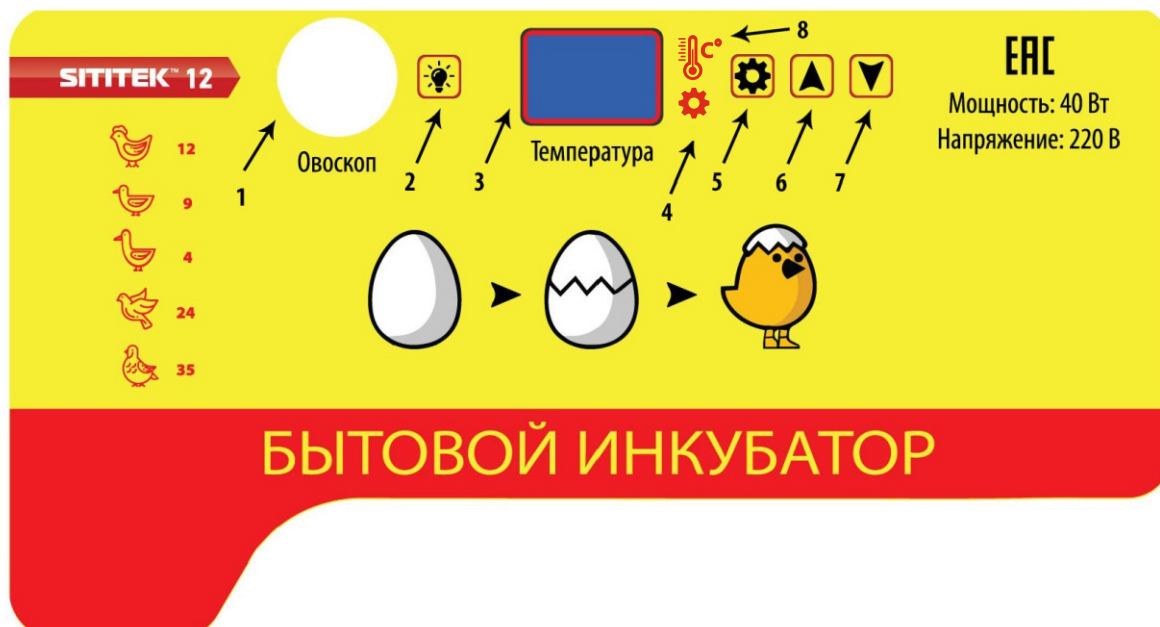 SITITEK™ 12
12
9
4
24
35
1
Овоскоп
2
3
Температура
C°
8
4
5
6
7
EAC
Мощность: 40 Вт
Напряжение: 220 В
БЫТОВОЙ ИНКУБАТОР